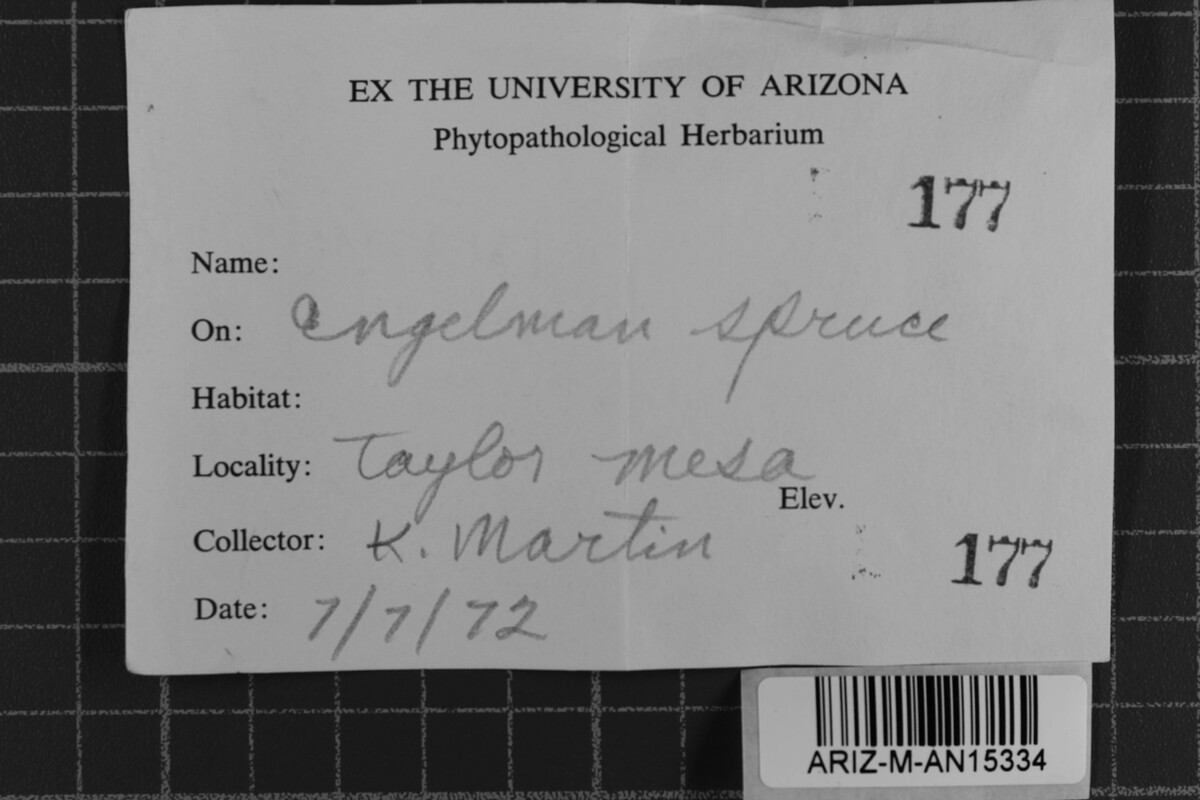 EX THE UNIVERSITY OF ARIZONA
Phytopathological Herbarium
177
Name:
On: Engelman spruce
Habitat:
Locality: Taylor mesa
Elev.
Collector: K. Martin
177
Date: 7/7/72
ARIZ-M-AN15334